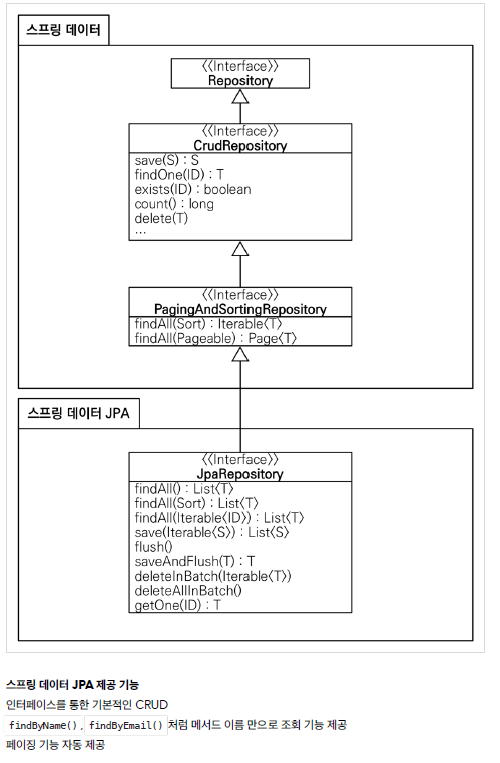 스프링 데이터
〈〈Interface〉〉
Repository
〈〈Interface〉〉
CrudRepository
save(S) : S
findOne(ID) : T
exists(ID) : boolean
count() : long
delete(T)
...
〈〈Interface〉〉
PagingAndSortingRepository
findAll(Sort) : Iterable〈T〉
findAll(Pageable) : Page〈T〉
스프링 데이터 JPA
〈〈Interface〉〉
JpaRepository
findAll() : List〈T〉
findAll(Sort) : List〈T〉
findAll(Iterable〈ID〉) : List〈T〉
save(Iterable〈S〉) : List〈S〉
flush()
saveAndFlush(T) : T
deleteInBatch(Iterable〈T〉)
deleteAllInBatch()
getOne(ID) : T
스프링 데이터 JPA 제공 기능
인터페이스를 통한 기본적인 CRUD
findByName() , findByEmail() 처럼 메서드 이름 만으로 조회 기능 제공
페이징 기능 자동 제공